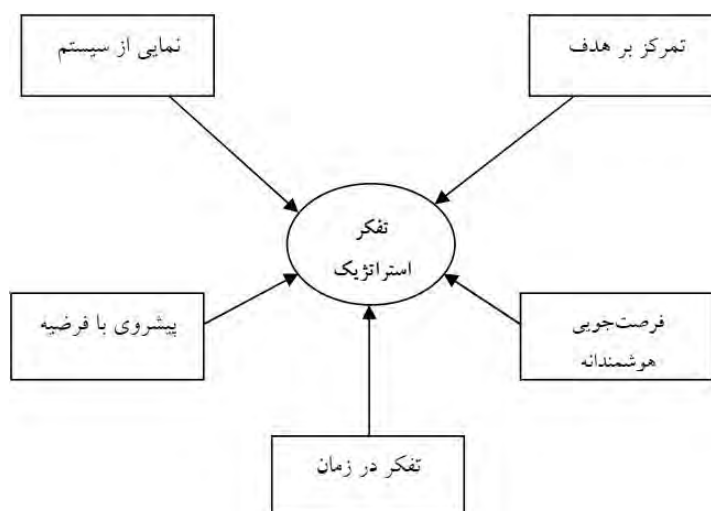 تمرکز بر هدف
نمایی از سیستم
تفکر
استراتژیک
فرصت‌جویی
هوشمندانه
پیشروی با فرضیه
تفکر در زمان